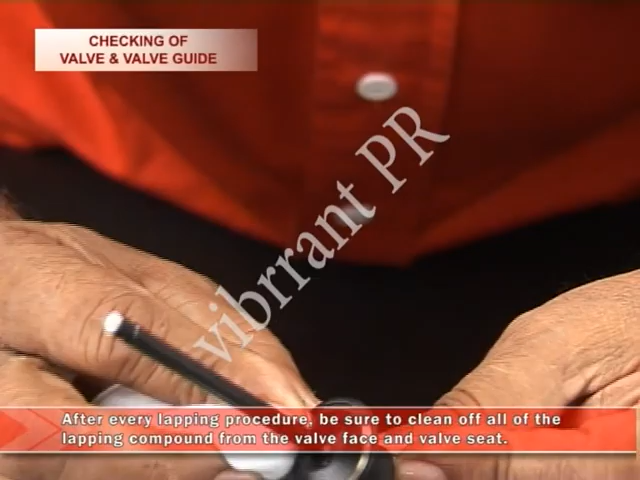 CHECKING OF
VALVE & VALVE GUIDE
vibrrant PR
After every lapping procedure, be sure to clean off all of the
lapping compound from the valve face and valve seat.